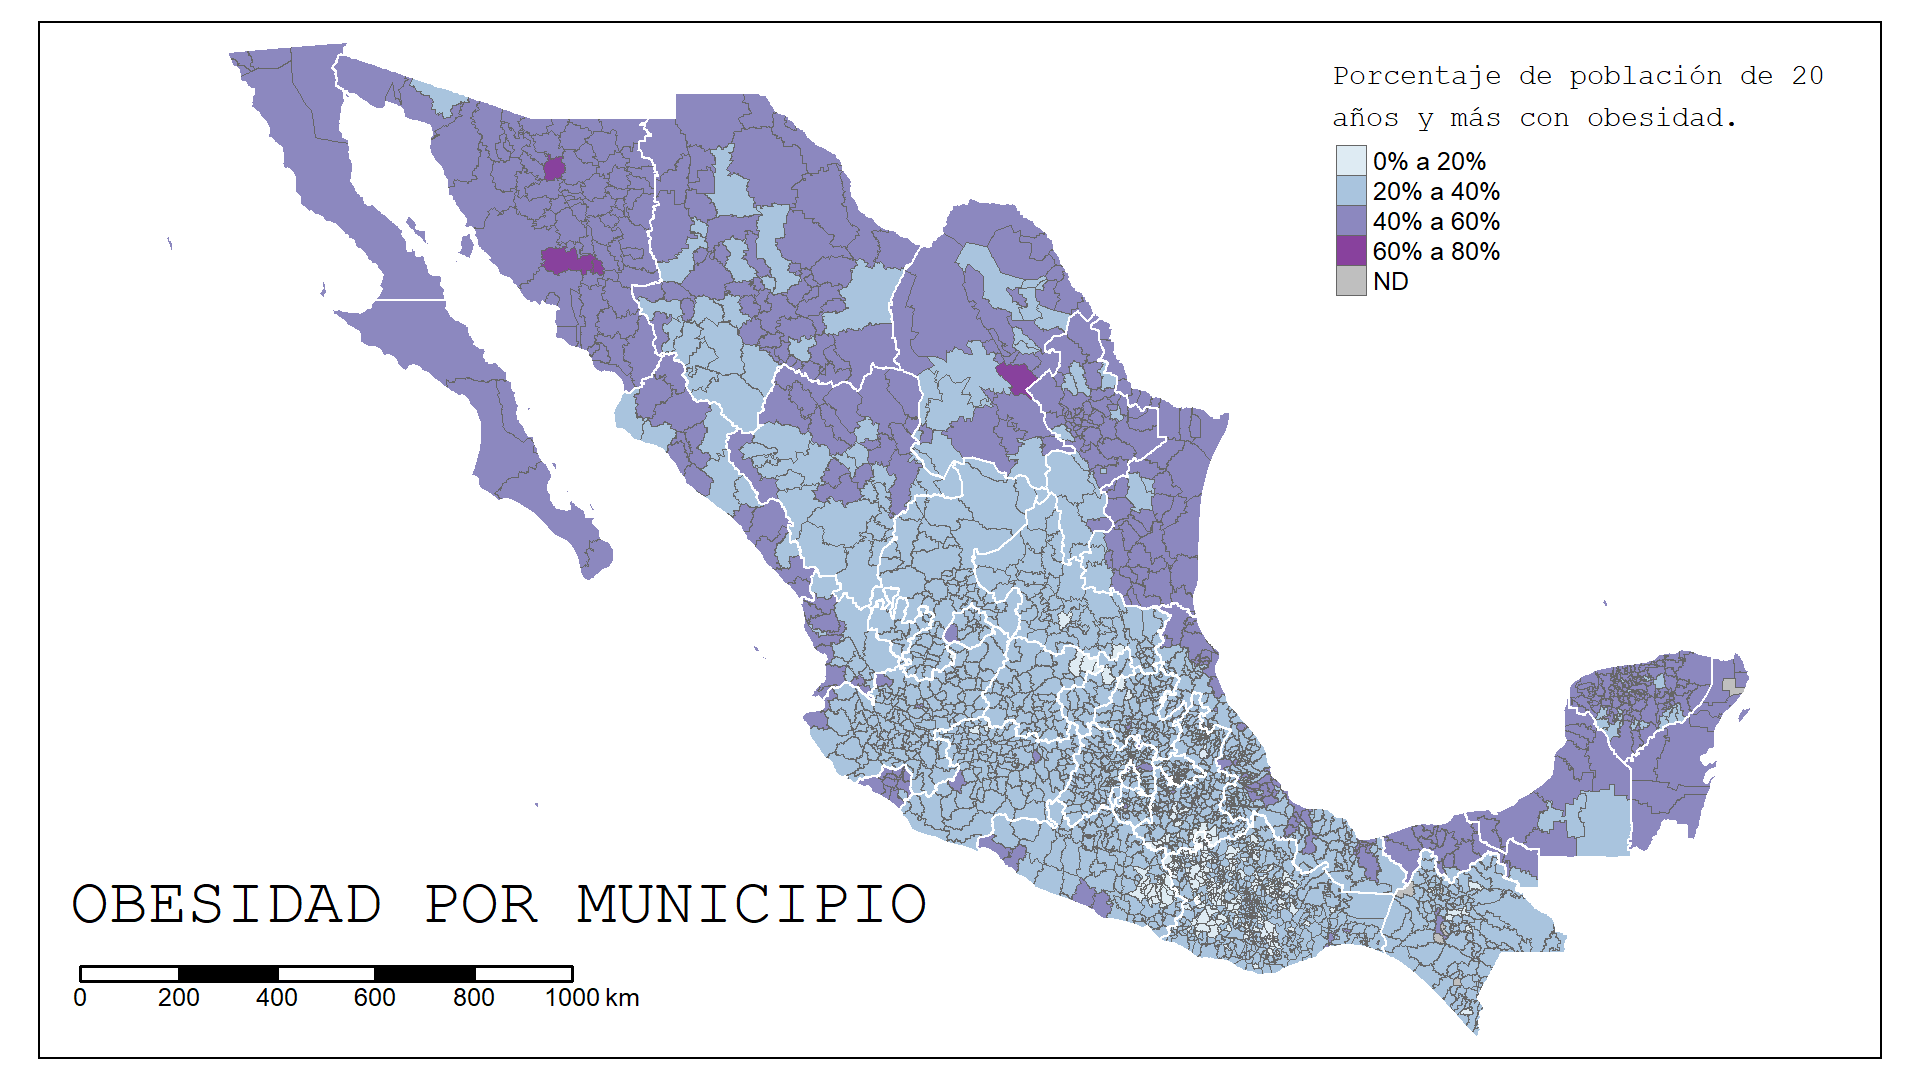 Porcentaje de población de 20
años y más con obesidad.
0% a 20%
20% a 40%
40% a 60%
60% a 80%
ND
OBESIDAD POR MUNICIPIO
0 200 400 600 800 1000 km